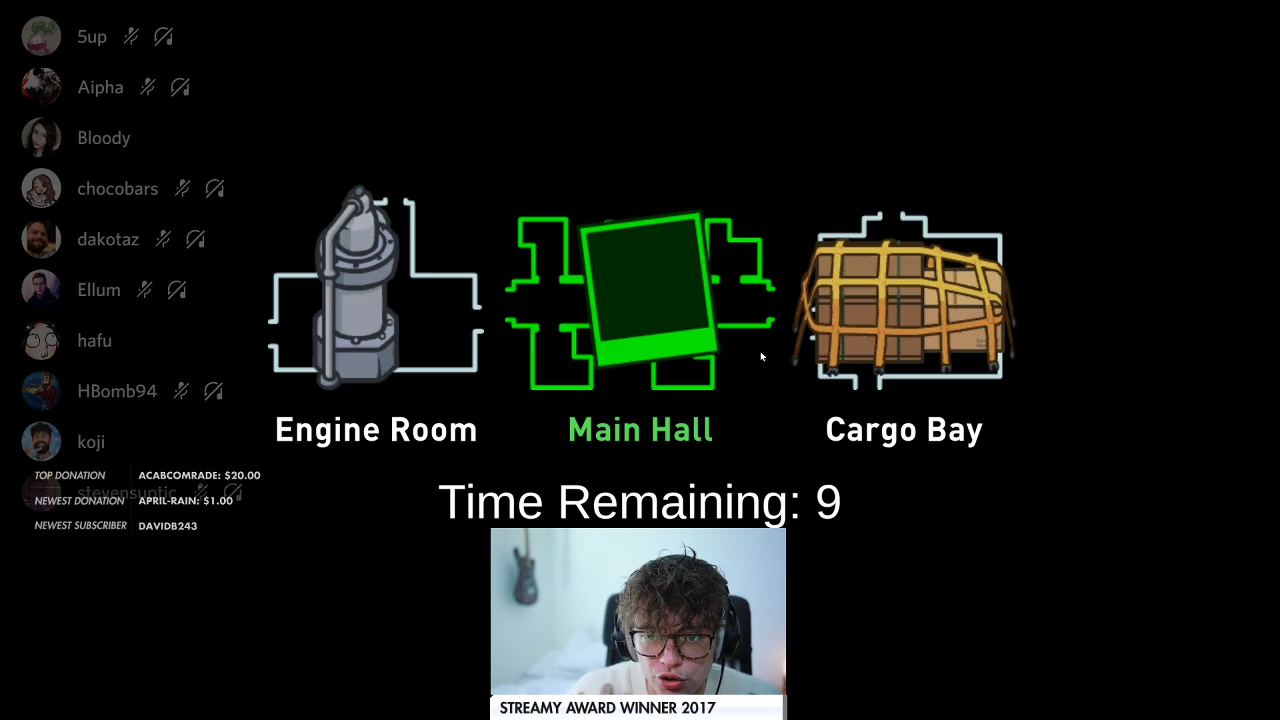 5up
Aipha
Bloody
chocobars
dakotaz
Ellum
hafu
HBomb94
koji
stevensuptic
TOP DONATION ACABCOMRADE: $20.00
NEWEST DONATION APRIL-RAIN: $1.00
NEWEST SUBSCRIBER DAVIDB243
Engine Room Main Hall Cargo Bay
Time Remaining: 9
STREAMY AWARD WINNER 2017